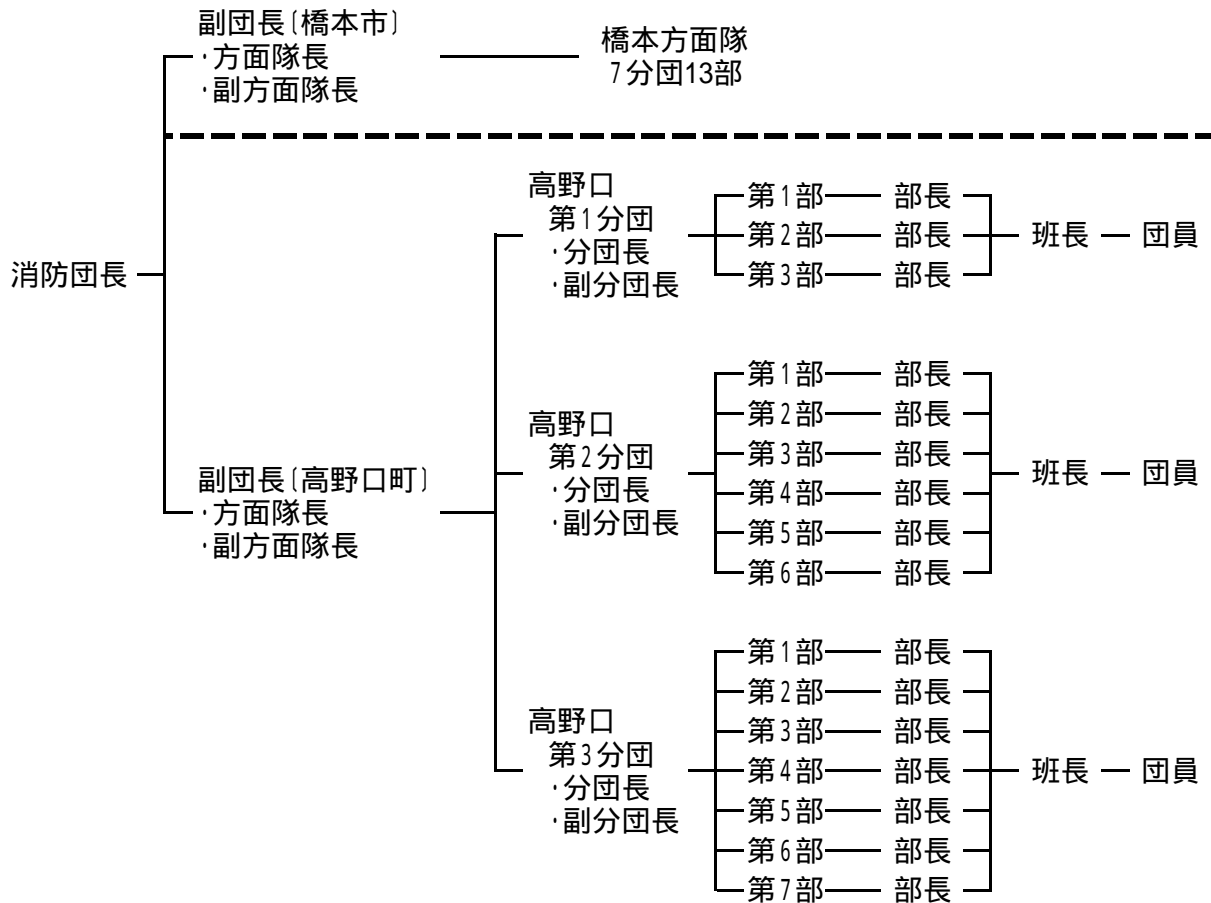 副団長〔橋本市〕
・方面隊長
・副方面隊長
橋本方面隊
7分団13部
消防団長
副団長〔高野口町〕
・方面隊長
・副方面隊長
高野口
第1分団
・分団長
・副分団長
第1部 部長
第2部 部長
第3部 部長
班長 団員
高野口
第2分団
・分団長
・副分団長
第1部 部長
第2部 部長
第3部 部長
第4部 部長
第5部 部長
第6部 部長
班長 団員
高野口
第3分団
・分団長
・副分団長
第1部 部長
第2部 部長
第3部 部長
第4部 部長
第5部 部長
第6部 部長
第7部 部長
班長 団員